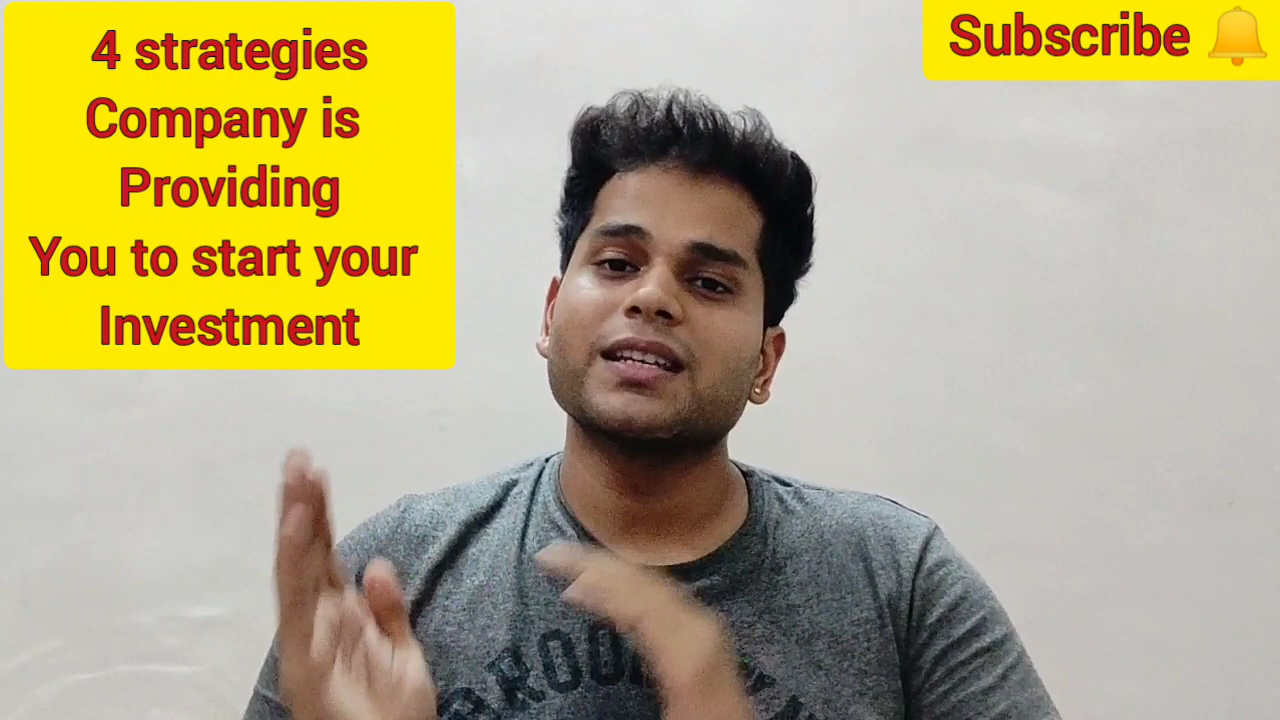 4 strategies
Company is
Providing
You to start your
Investment
Subscribe 🔔